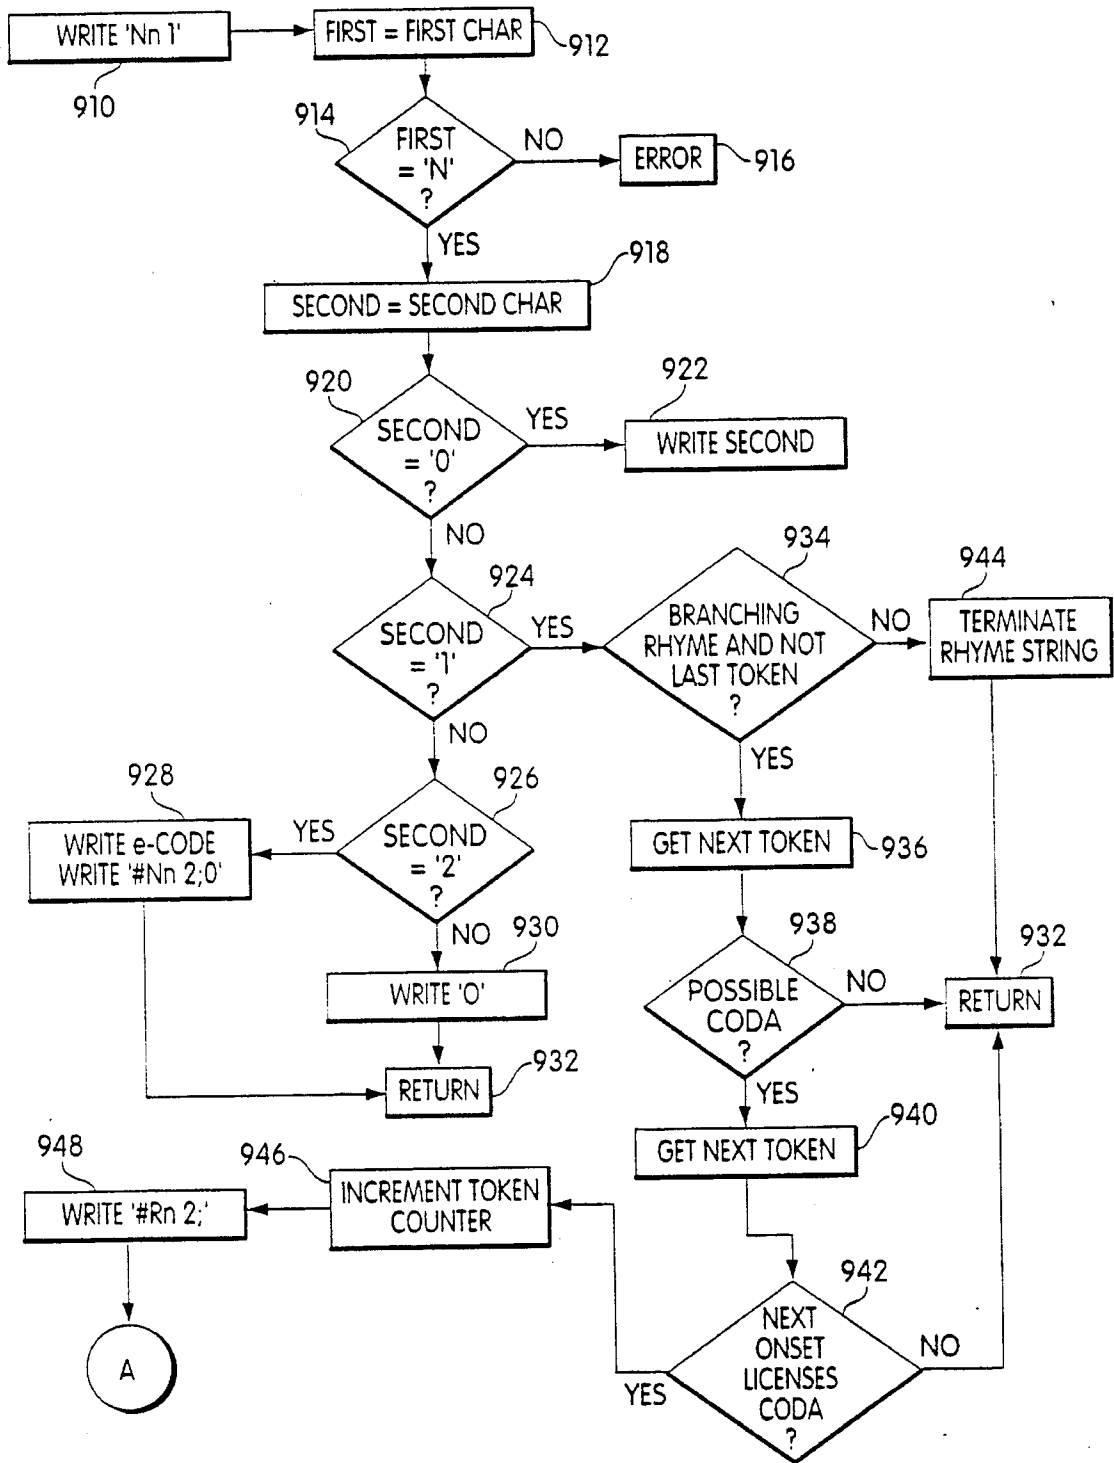 WRITE 'Nn 1'
910
FIRST = FIRST CHAR
912
914
FIRST
= 'N'
?
NO
ERROR
916
YES
918
SECOND = SECOND CHAR
920
SECOND
= '0'
?
YES
922
WRITE SECOND
NO
924
SECOND
= '1'
?
YES
934
BRANCHING
RHYME AND NOT
LAST TOKEN
?
NO
944
TERMINATE
RHYME STRING
NO
YES
926
SECOND
= '2'
?
YES
928
WRITE e-CODE
WRITE '#Nn 2;0'
GET NEXT TOKEN
936
NO
930
WRITE '0'
938
POSSIBLE
CODA
?
NO
932
RETURN
RETURN
932
YES
GET NEXT TOKEN
940
948
WRITE '#Rn 2;'
946
INCREMENT TOKEN
COUNTER
942
NEXT
ONSET
LICENSES
CODA
?
YES
NO
A